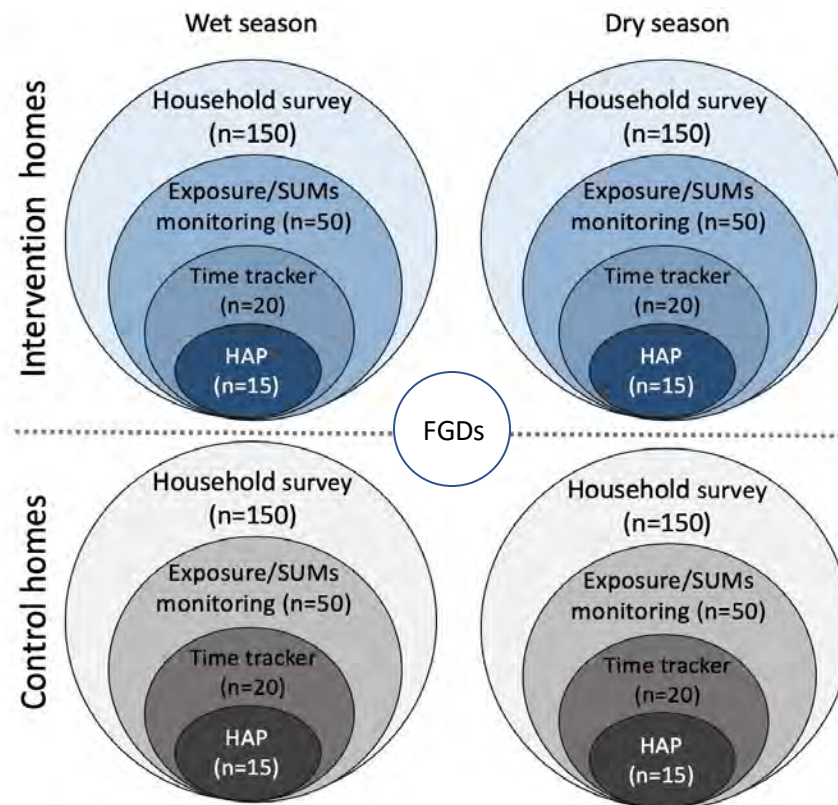 Wet season
Dry season
Intervention homes
Household survey
(n=150)
Exposure/SUMs
monitoring (n=50)
Time tracker
(n=20)
HAP
(n=15)
Household survey
(n=150)
Exposure/SUMs
monitoring (n=50)
Time tracker
(n=20)
HAP
(n=15)
FGDs
Control homes
Household survey
(n=150)
Exposure/SUMs
monitoring (n=50)
Time tracker
(n=20)
HAP
(n=15)
Household survey
(n=150)
Exposure/SUMs
monitoring (n=50)
Time tracker
(n=20)
HAP
(n=15)